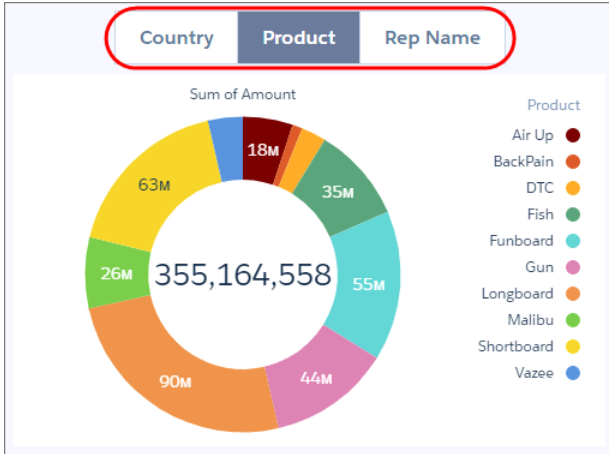 Country Product Rep Name
Sum of Amount
Product
Air Up
BackPain
DTC
Fish
Funboard
Gun
Longboard
Malibu
Shortboard
Vazee
18M
35M
55M
44M
90M
26M
63M
355,164,558